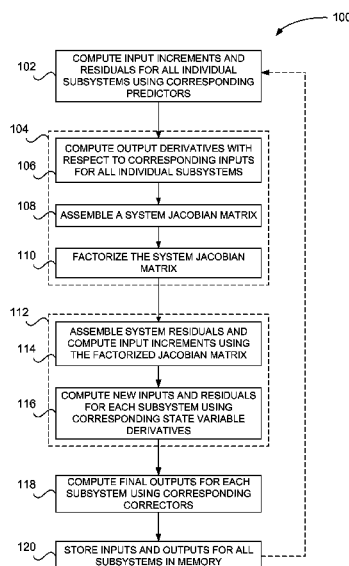 100
102
COMPUTE INPUT INCREMENTS AND
RESIDUALS FOR ALL INDIVIDUAL
SUBSYSTEMS USING CORRESPONDING
PREDICTORS
104
106
COMPUTE OUTPUT DERIVATIVES WITH
RESPECT TO CORRESPONDING INPUTS
FOR ALL INDIVIDUAL SUBSYSTEMS
108
ASSEMBLE A SYSTEM JACOBIAN MATRIX
110
FACTORIZE THE SYSTEM JACOBIAN
MATRIX
112
114
ASSEMBLE SYSTEM RESIDUALS AND
COMPUTE INPUT INCREMENTS USING
THE FACTORIZED JACOBIAN MATRIX
116
COMPUTE NEW INPUTS AND RESIDUALS
FOR EACH SUBSYSTEM USING
CORRESPONDING STATE VARIABLE
DERIVATIVES
118
COMPUTE FINAL OUTPUTS FOR EACH
SUBSYSTEM USING CORRESPONDING
CORRECTORS
120
STORE INPUTS AND OUTPUTS FOR ALL
SUBSYSTEMS IN MEMORY